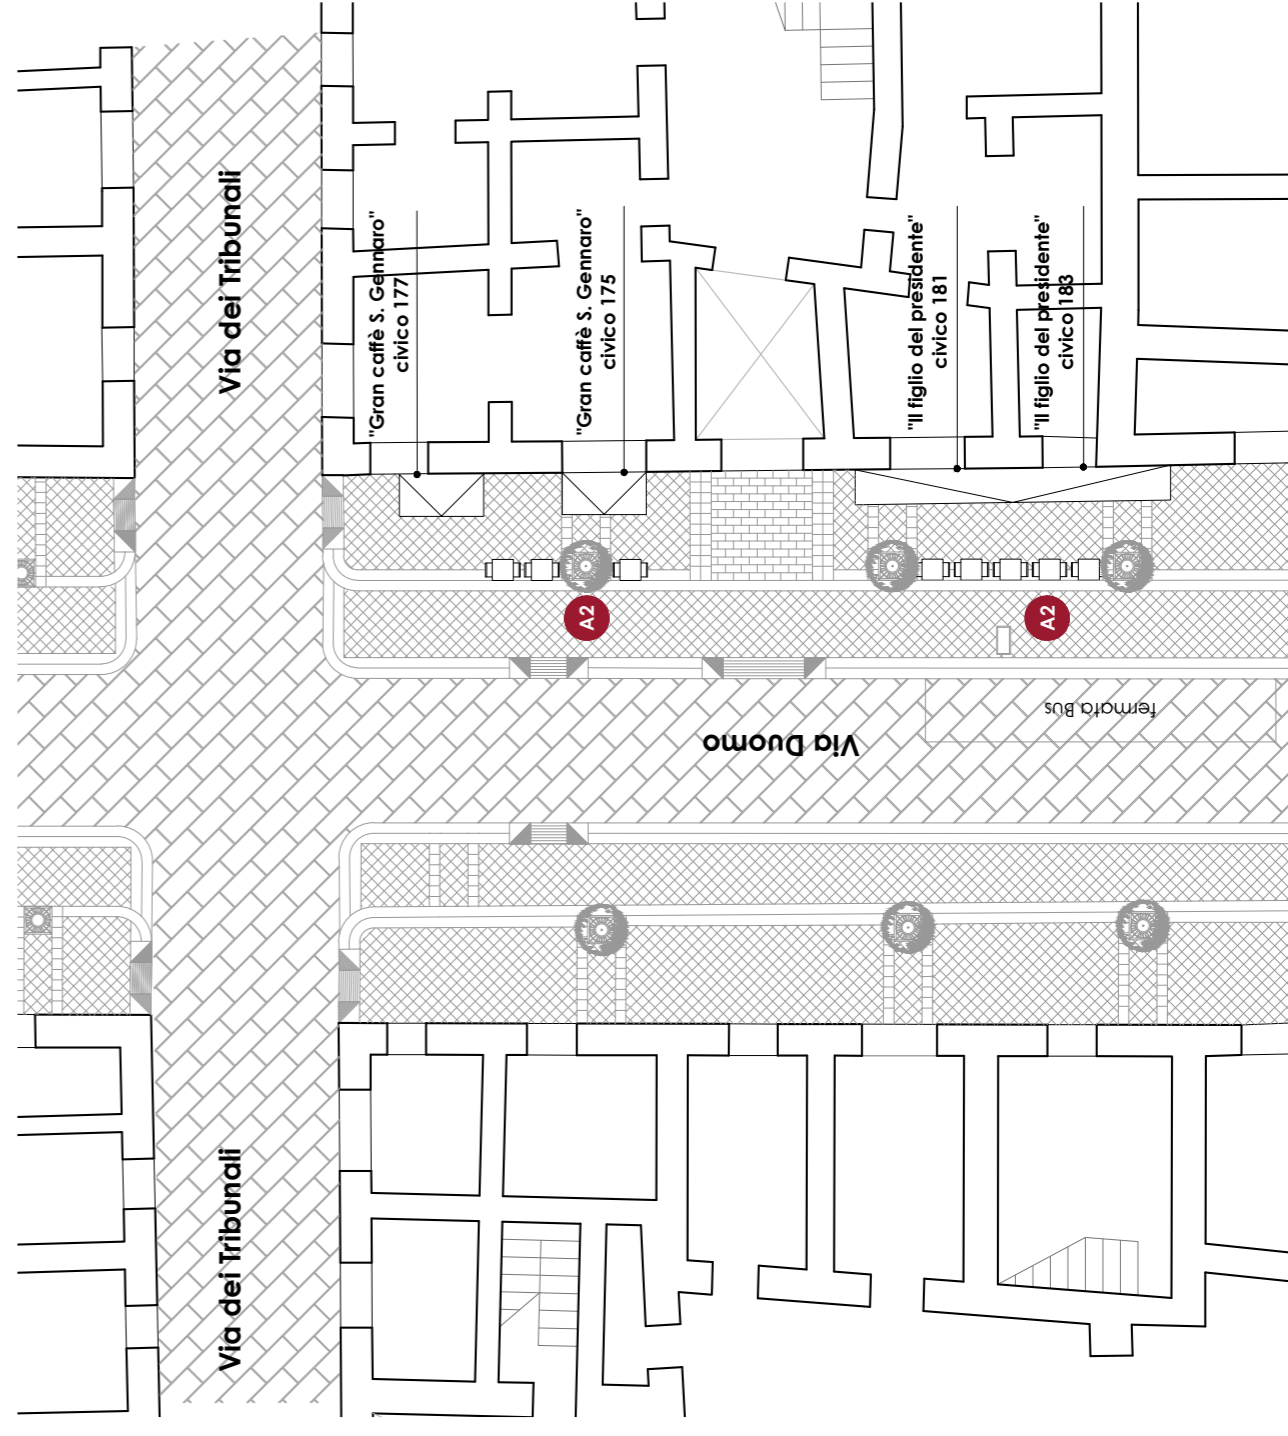 Via dei Tribunali
"Gran caffè S. Gennaro"
civico 177
"Gran caffè S. Gennaro"
civico 175
"Il figlio del presidente"
civico 181
"Il figlio del presidente"
civico 183
A2
A2
fermata Bus
Via Duomo
Via dei Tribunali